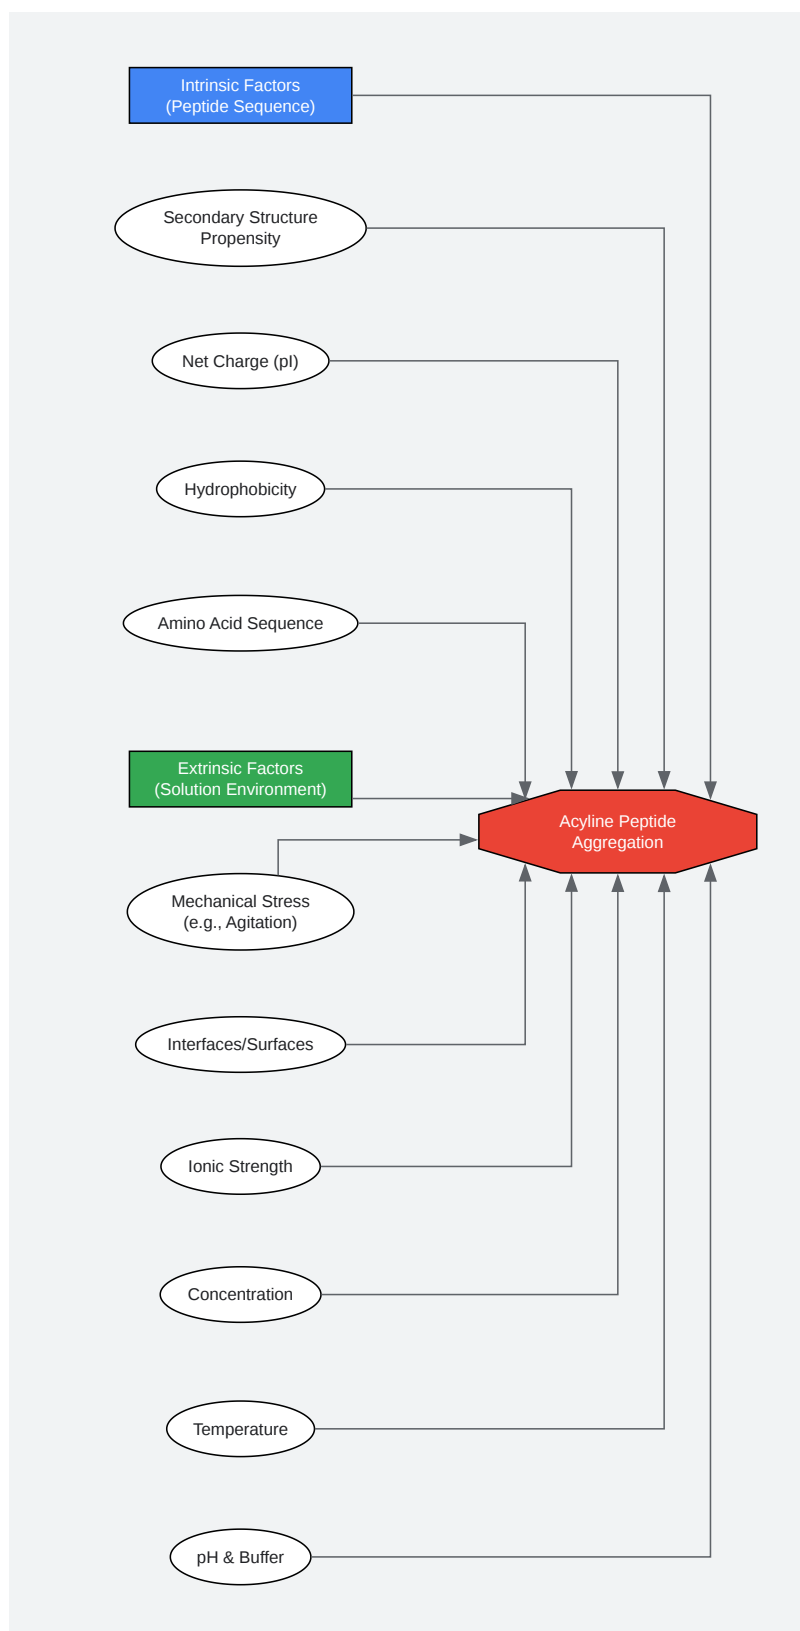 Intrinsic Factors
(Peptide Sequence)
Secondary Structure
Propensity
Net Charge (pI)
Hydrophobicity
Amino Acid Sequence
Extrinsic Factors
(Solution Environment)
Acyline Peptide
Aggregation
Mechanical Stress
(e.g., Agitation)
Interfaces/Surfaces
Ionic Strength
Concentration
Temperature
pH & Buffer